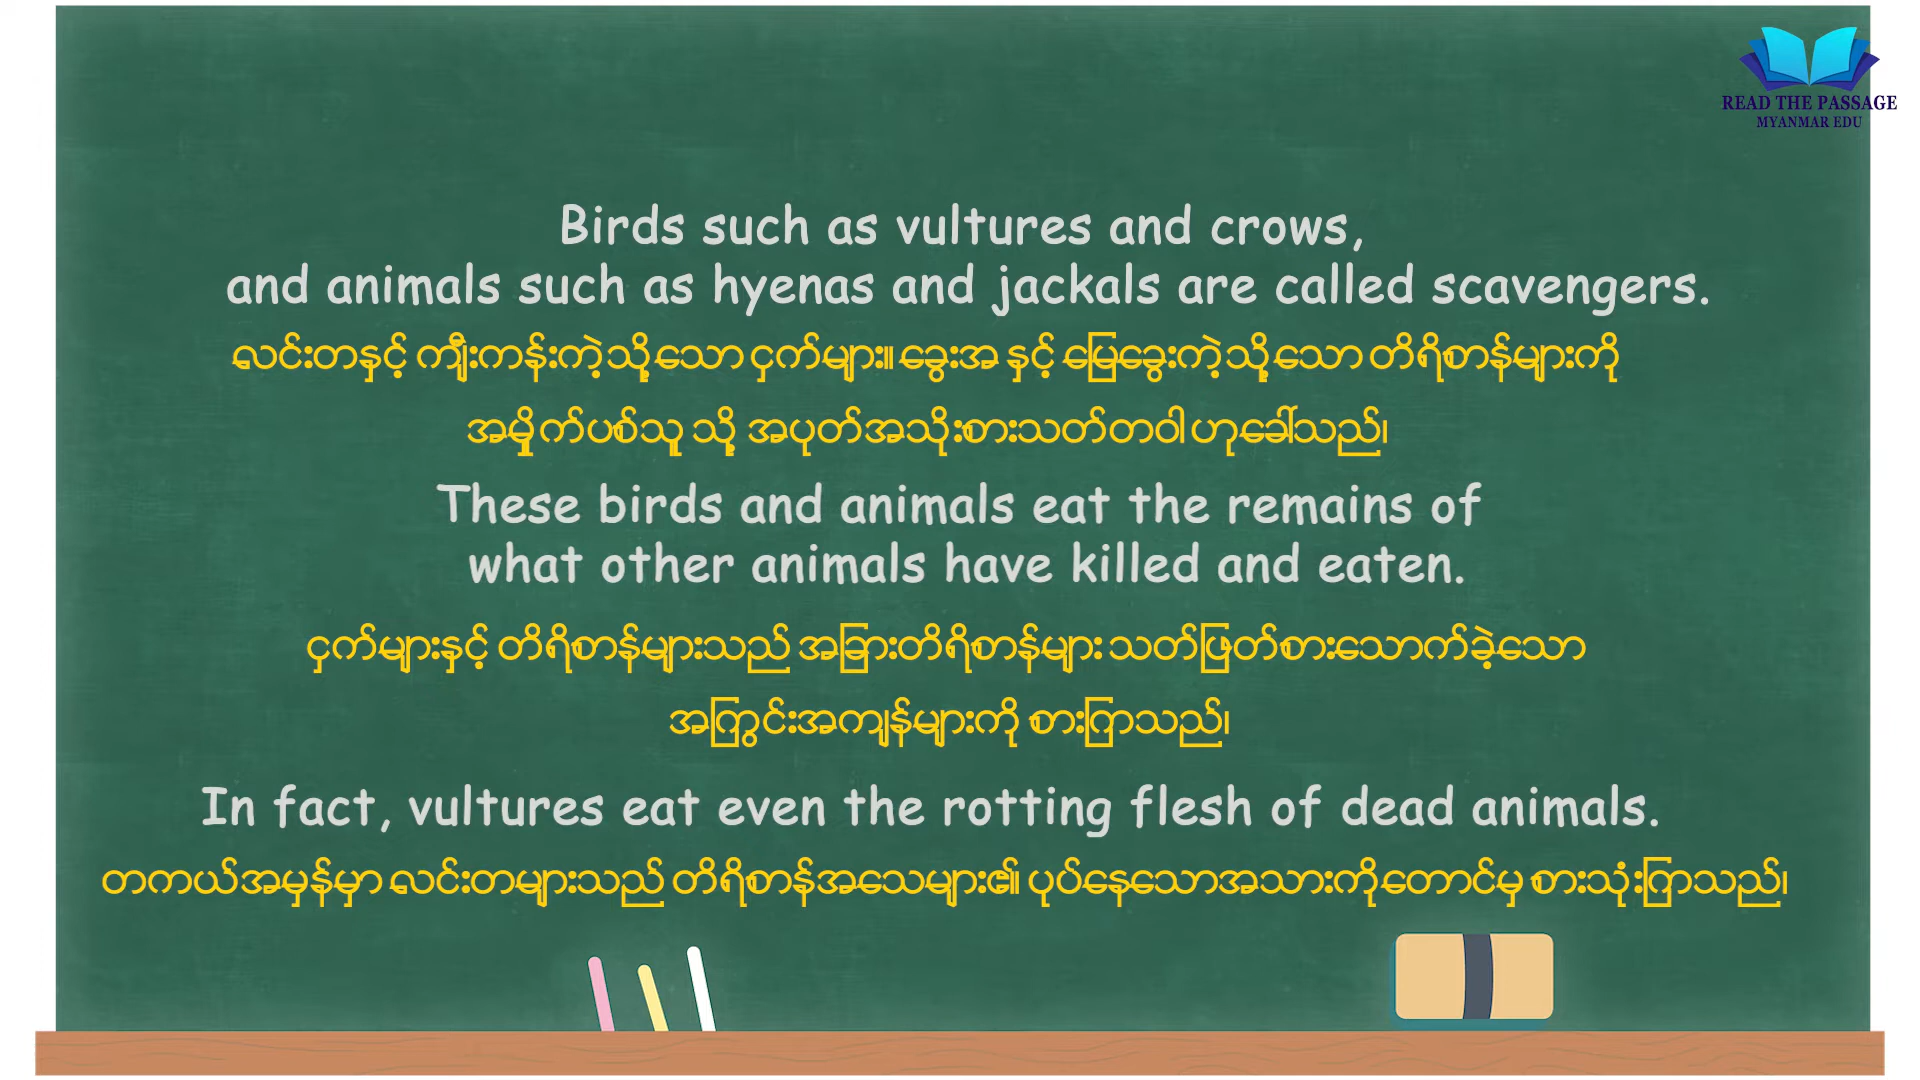 READ THE PASSAGE
MYANMAR EDU
Birds such as vultures and crows,
and animals such as hyenas and jackals are called scavengers.
လင်းတနှင့် ကျီးကန်းကဲ့သို့သော ငှက်များ။ ခွေးအ နှင့် မြေခွေးကဲ့သို့သော တိရိစာန်များကို
အမှိုက်ပစ်သူ သို့ အပုတ်အသိုးစားသတ်တဝါ ဟုခေါ်သည်၊
These birds and animals eat the remains of
what other animals have killed and eaten.
ငှက်များနှင့် တိရိစာန်များသည် အခြားတိရိစာန်များ သတ်ဖြတ်စားသောက်ခဲ့သော
အကြွင်းအကျန်များကို စားကြာသည်၊
In fact, vultures eat even the rotting flesh of dead animals.
တကယ်အမှန်မှာ လင်းတများသည် တိရိစာန်အသေများ၏ ပုပ်နေသောအသားကိုတောင်မှ စားသုံးကြာသည်၊